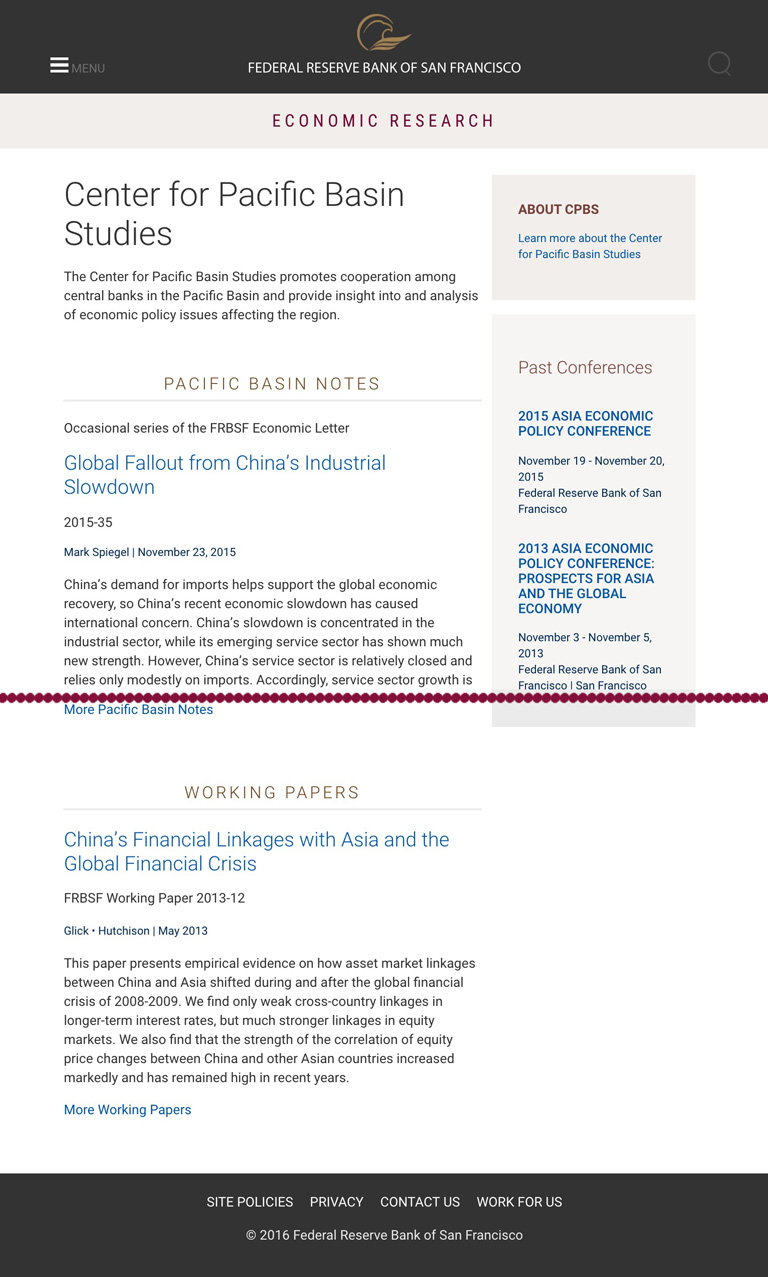 MENU
FEDERAL RESERVE BANK OF SAN FRANCISCO
ECONOMIC RESEARCH
Center for Pacific Basin
Studies
The Center for Pacific Basin Studies promotes cooperation among
central banks in the Pacific Basin and provide insight into and analysis
of economic policy issues affecting the region.
PACIFIC BASIN NOTES
Occasional series of the FRBSF Economic Letter
Global Fallout from China’s Industrial
Slowdown
2015-35
Mark Spiegel | November 23, 2015
China’s demand for imports helps support the global economic
recovery, so China’s recent economic slowdown has caused
international concern. China’s slowdown is concentrated in the
industrial sector, while its emerging service sector has shown much
new strength. However, China’s service sector is relatively closed and
relies only modestly on imports. Accordingly, service sector growth is
More Pacific Basin Notes
WORKING PAPERS
China’s Financial Linkages with Asia and the
Global Financial Crisis
FRBSF Working Paper 2013-12
Glick • Hutchison | May 2013
This paper presents empirical evidence on how asset market linkages
between China and Asia shifted during and after the global financial
crisis of 2008-2009. We find only weak cross-country linkages in
longer-term interest rates, but much stronger linkages in equity
markets. We also find that the strength of the correlation of equity
price changes between China and other Asian countries increased
markedly and has remained high in recent years.
More Working Papers
ABOUT CPBS
Learn more about the Center
for Pacific Basin Studies
Past Conferences
2015 ASIA ECONOMIC
POLICY CONFERENCE
November 19 - November 20,
2015
Federal Reserve Bank of San
Francisco
2013 ASIA ECONOMIC
POLICY CONFERENCE:
PROSPECTS FOR ASIA
AND THE GLOBAL
ECONOMY
November 3 - November 5,
2013
Federal Reserve Bank of San
Francisco | San Francisco
SITE POLICIES PRIVACY CONTACT US WORK FOR US
© 2016 Federal Reserve Bank of San Francisco